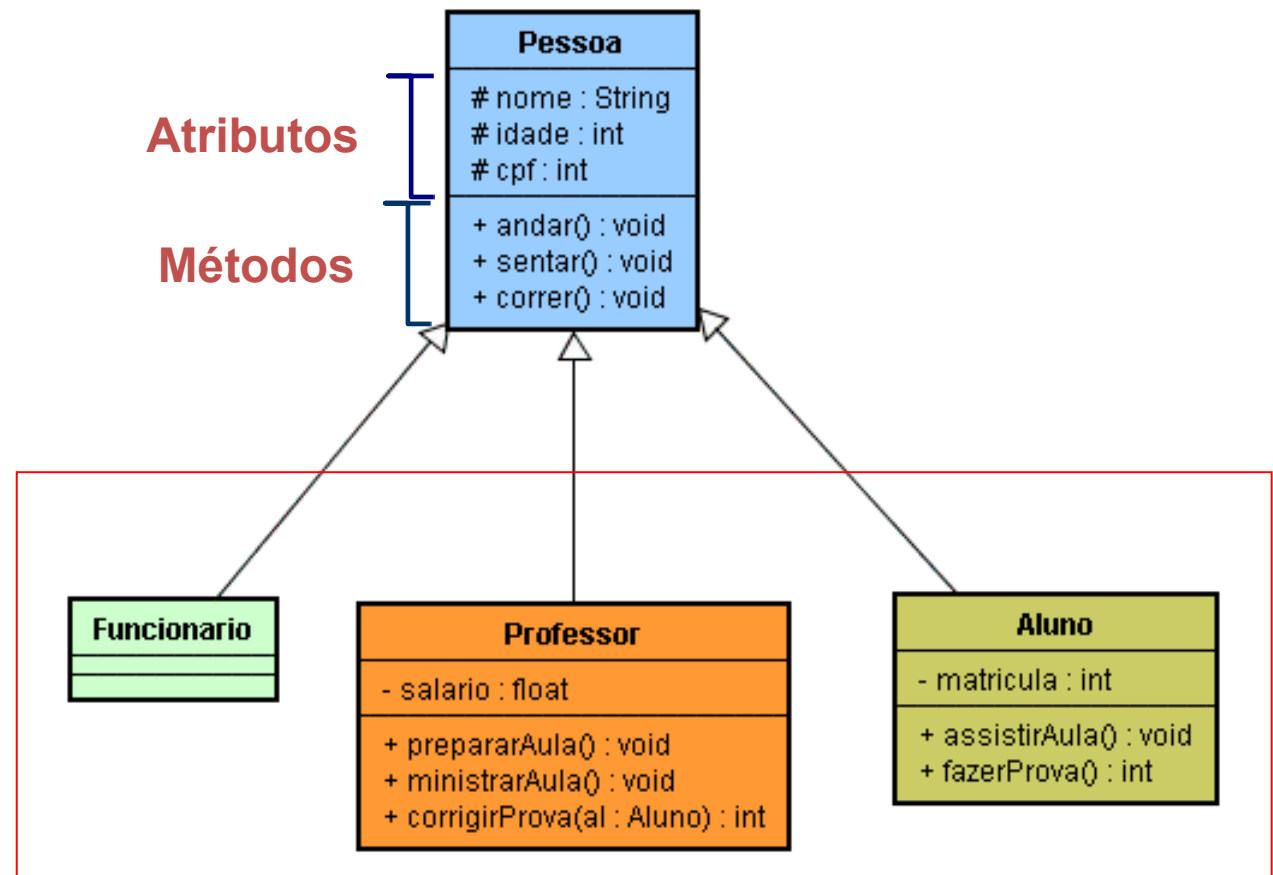 Pessoa
Atributos
# nome : String
# idade : int
# cpf : int
Métodos
+ andar() : void
+ sentar() : void
+ correr() : void
Funcionario
Professor
- salario : float
+ prepararAula() : void
+ ministrarAula() : void
+ corrigirProva(al : Aluno) : int
Aluno
- matricula : int
+ assistirAula() : void
+ fazerProva() : int